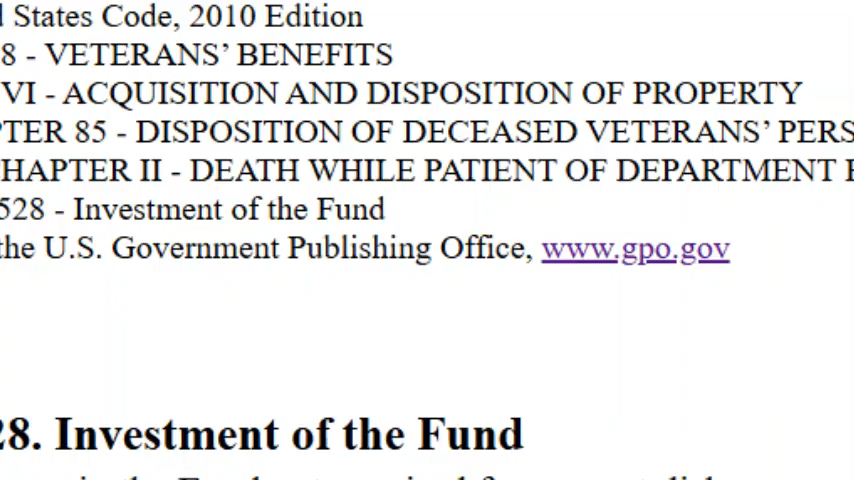 States Code, 2010 Edition
8 - VETERANS’ BENEFITS
VI - ACQUISITION AND DISPOSITION OF PROPERTY
PTER 85 - DISPOSITION OF DECEASED VETERANS’ PERS
HAPTER II - DEATH WHILE PATIENT OF DEPARTMENT
528 - Investment of the Fund
the U.S. Government Publishing Office, www.gpo.gov
28. Investment of the Fund